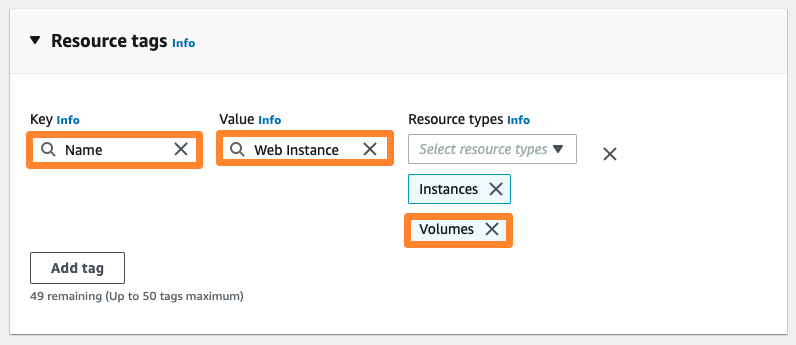 Resource tags Info
Key Info
Value Info
Resource types Info
Name
Web Instance
Select resource types
Instances
Volumes
Add tag
49 remaining (Up to 50 tags maximum)